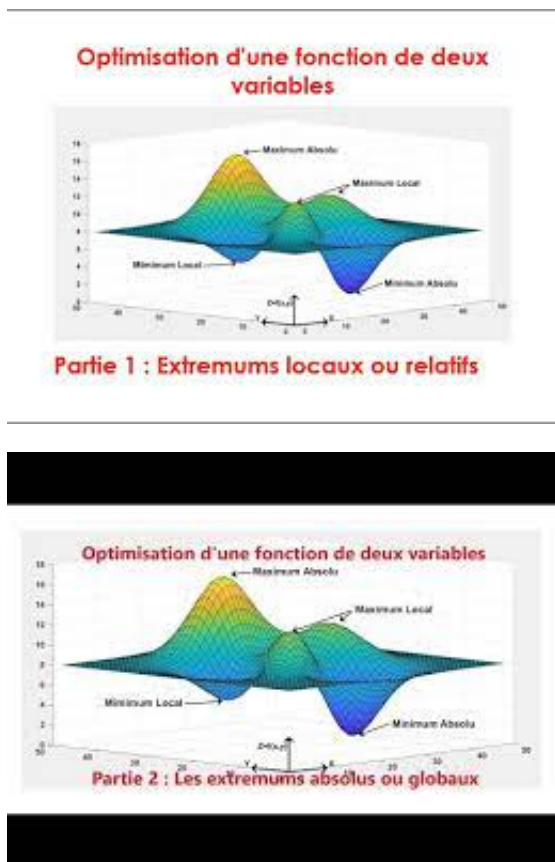 Optimisation d'une fonction de deux
variables
Maximum Absolu
Maximum Local
Minimum Local
Minimum Absolu
Z=f(x,y)
Y
X
Partie 1 : Extremums locaux ou relatifs
Optimisation d'une fonction de deux variables
Maximum Absolu
Maximum Local
Minimum Local
Minimum Absolu
Z=f(x,y)
Y
X
Partie 2 : Les extremums absolus ou globaux